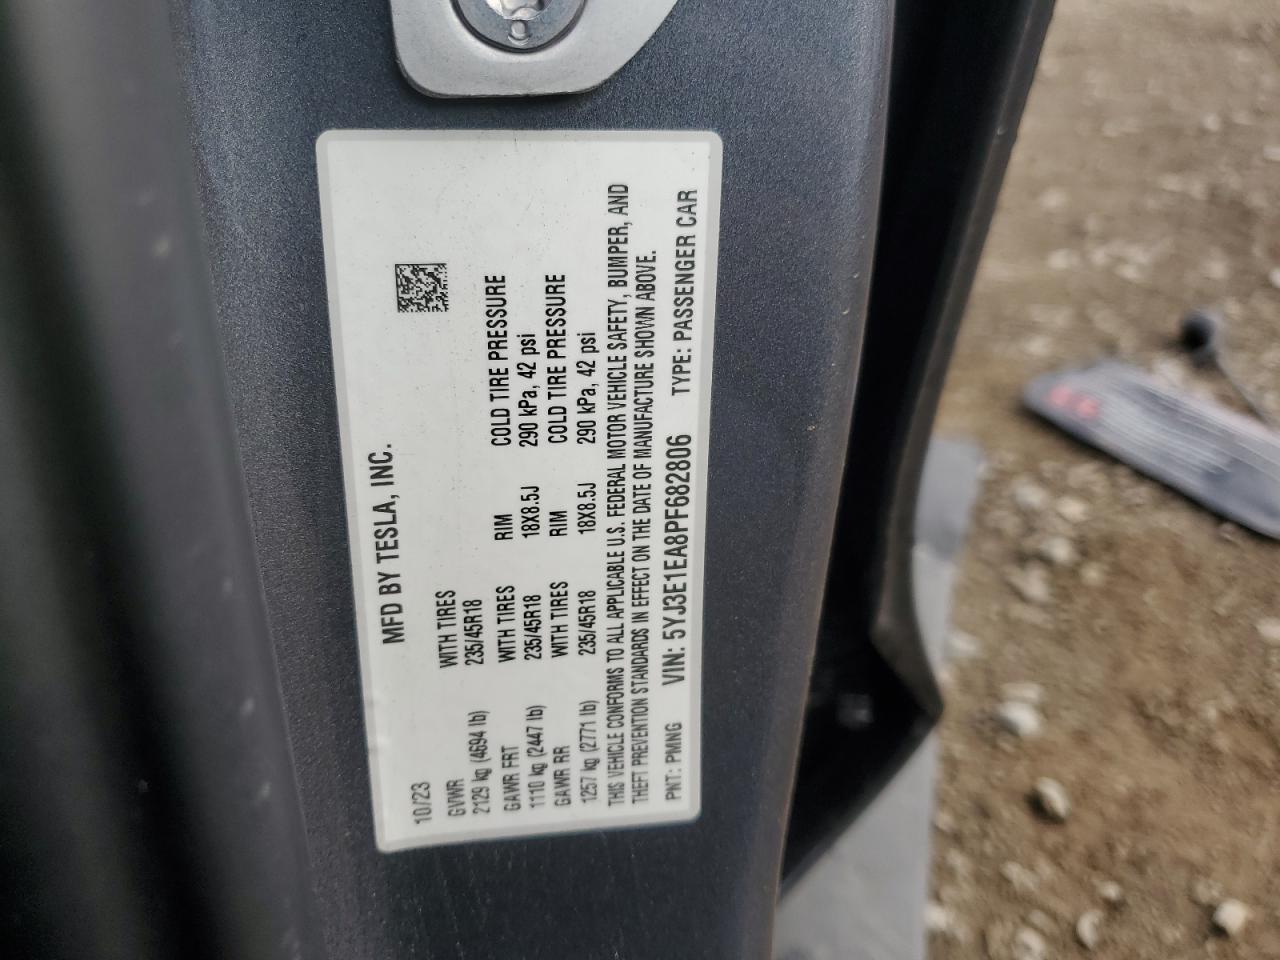 MFD BY TESLA, INC.
10/23
GVWR WITH TIRES
2129 kg (4694 lb) 235/45R18
GAWR FRT WITH TIRES RIM COLD TIRE PRESSURE
1110 kg (2447 lb) 235/45R18 18X8.5J 290 kPa, 42 psi
GAWR RR WITH TIRES RIM COLD TIRE PRESSURE
1257 kg (2771 lb) 235/45R18 18X8.5J 290 kPa, 42 psi
THIS VEHICLE CONFORMS TO ALL APPLICABLE U.S. FEDERAL MOTOR VEHICLE SAFETY, BUMPER, AND
THEFT PREVENTION STANDARDS IN EFFECT ON THE DATE OF MANUFACTURE SHOWN ABOVE.
PNT: PMNG VIN: 5YJ3E1EA8PF682806 TYPE: PASSENGER CAR